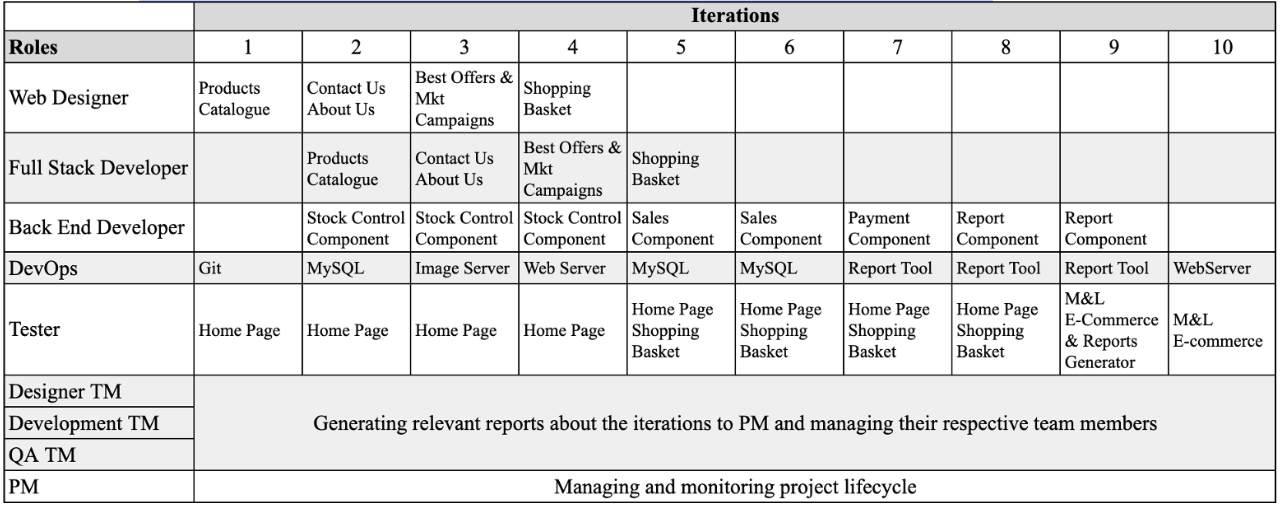 Iterations
Roles 1 2 3 4 5 6 7 8 9 10
Web Designer
Products
Catalogue
Contact Us
About Us
Best Offers &
Mkt
Campaigns
Shopping
Basket
Full Stack Developer
Products
Catalogue
Contact Us
About Us
Best Offers &
Mkt
Campaigns
Shopping
Basket
Back End Developer
Stock Control
Component
Stock Control
Component
Stock Control
Component
Sales
Component
Sales
Component
Payment
Component
Report
Component
Report
Component
DevOps Git MySQL Image Server Web Server MySQL MySQL Report Tool Report Tool Report Tool WebServer
Tester
Home Page
Home Page
Home Page
Home Page
Home Page
Shopping
Basket
Home Page
Shopping
Basket
Home Page
Shopping
Basket
Home Page
Shopping
Basket
M&L
E-Commerce
& Reports
Generator
M&L
E-commerce
Designer TM
Development TM
QA TM
Generating relevant reports about the iterations to PM and managing their respective team members
PM Managing and monitoring project lifecycle